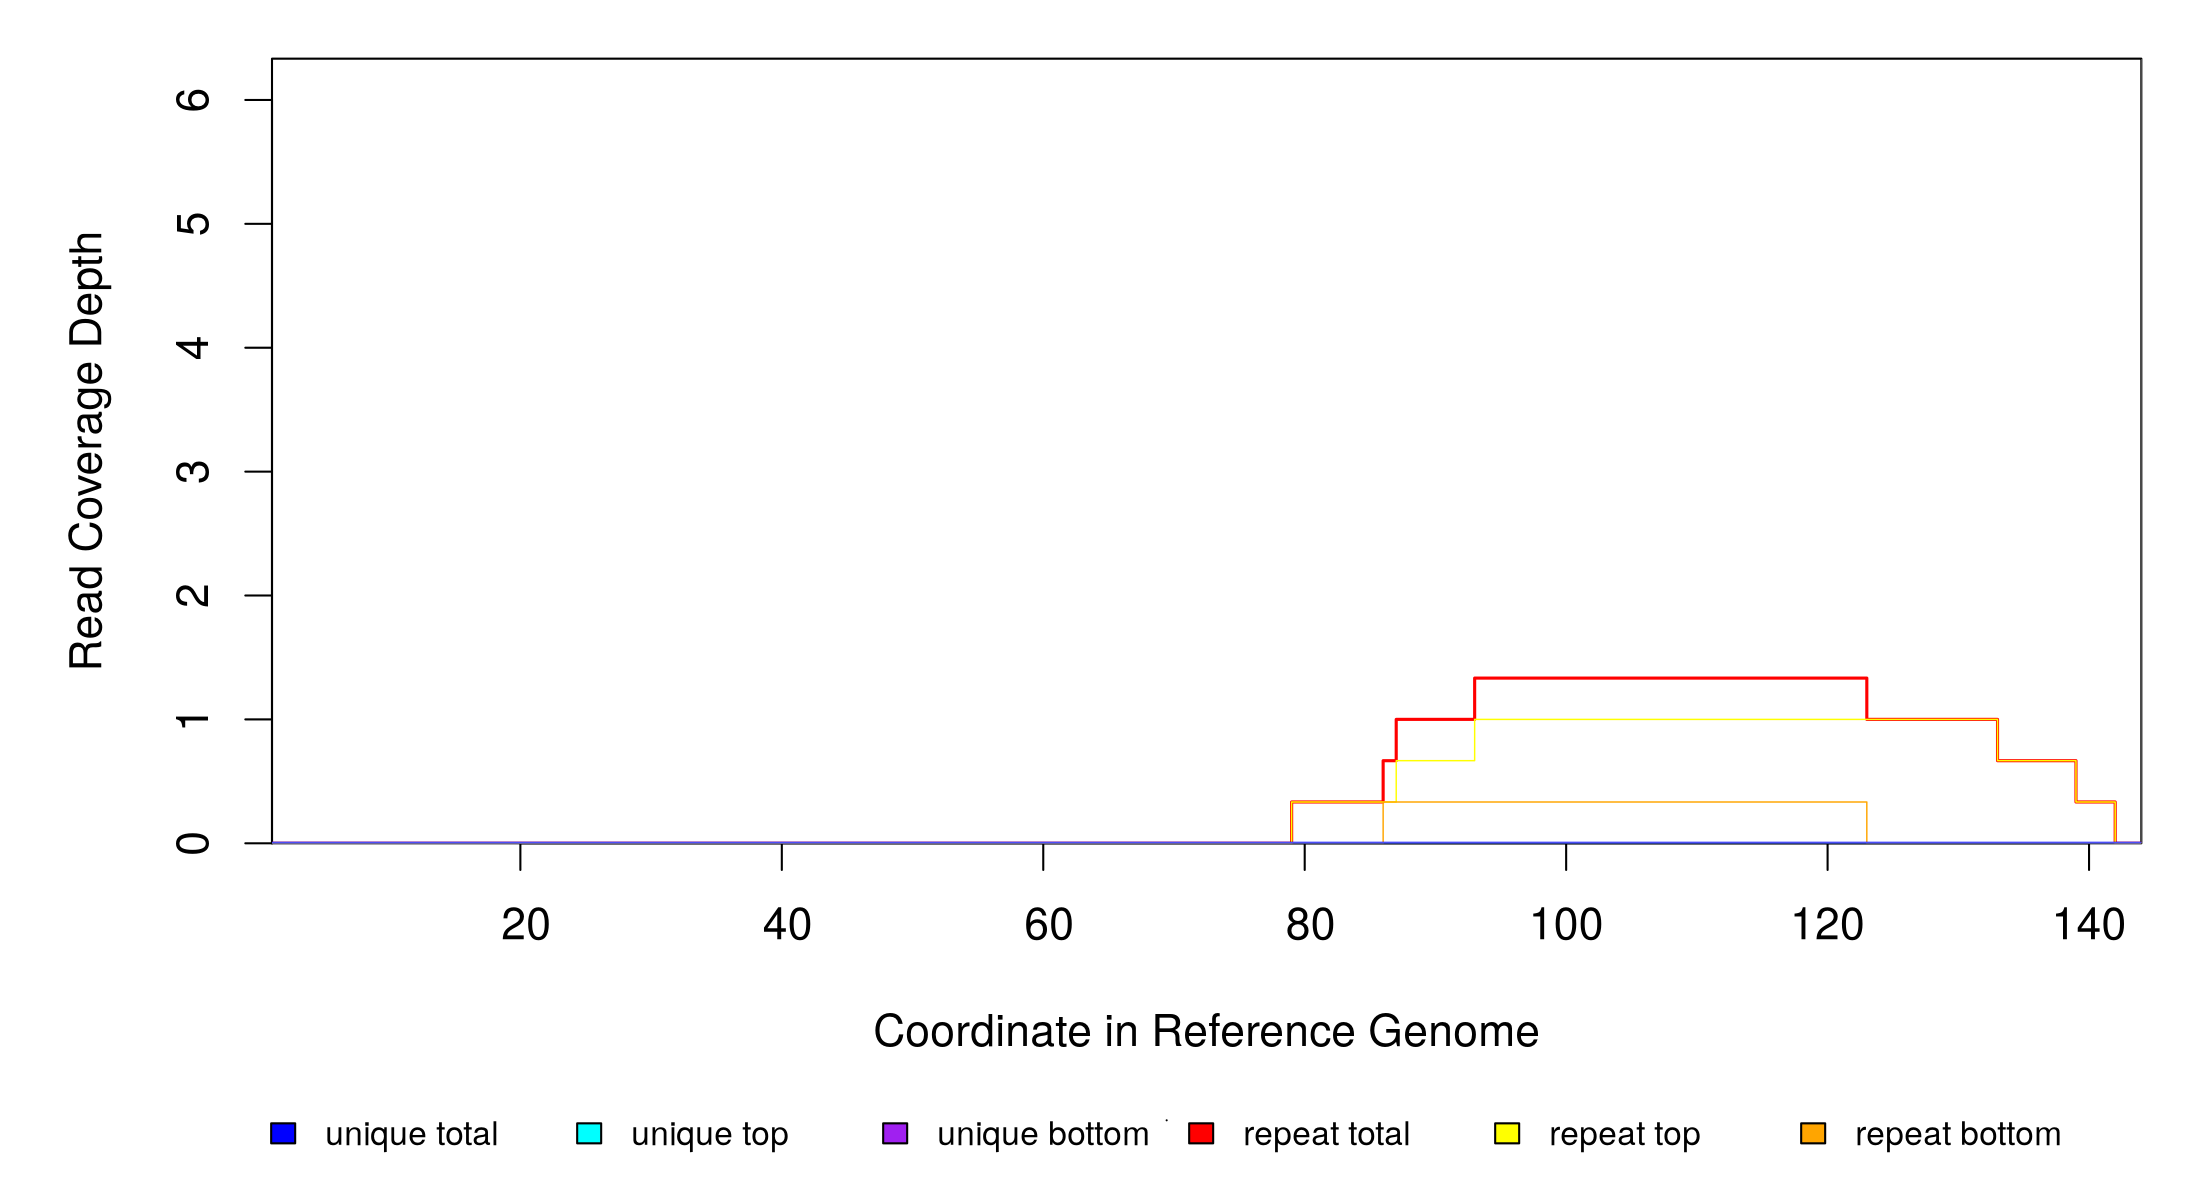 6
5
4
3
2
1
0
Read Coverage Depth
20 40 60 80 100 120 140
Coordinate in Reference Genome
unique total unique top unique bottom repeat total repeat top repeat bottom